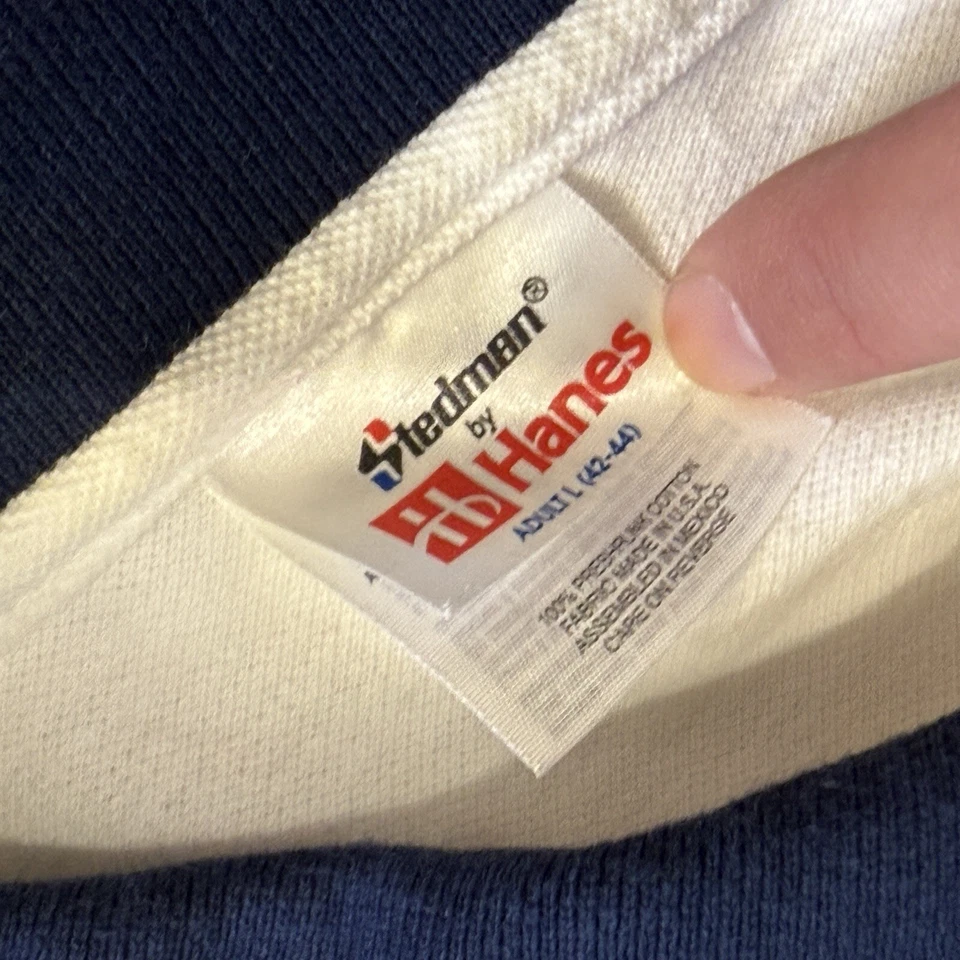 Stedman®
by
Hanes
ADULT L (42-44)
100% PRESHRUNK COTTON
FABRIC MADE IN U.S.A.
ASSEMBLED IN MEXICO
CARE ON REVERSE